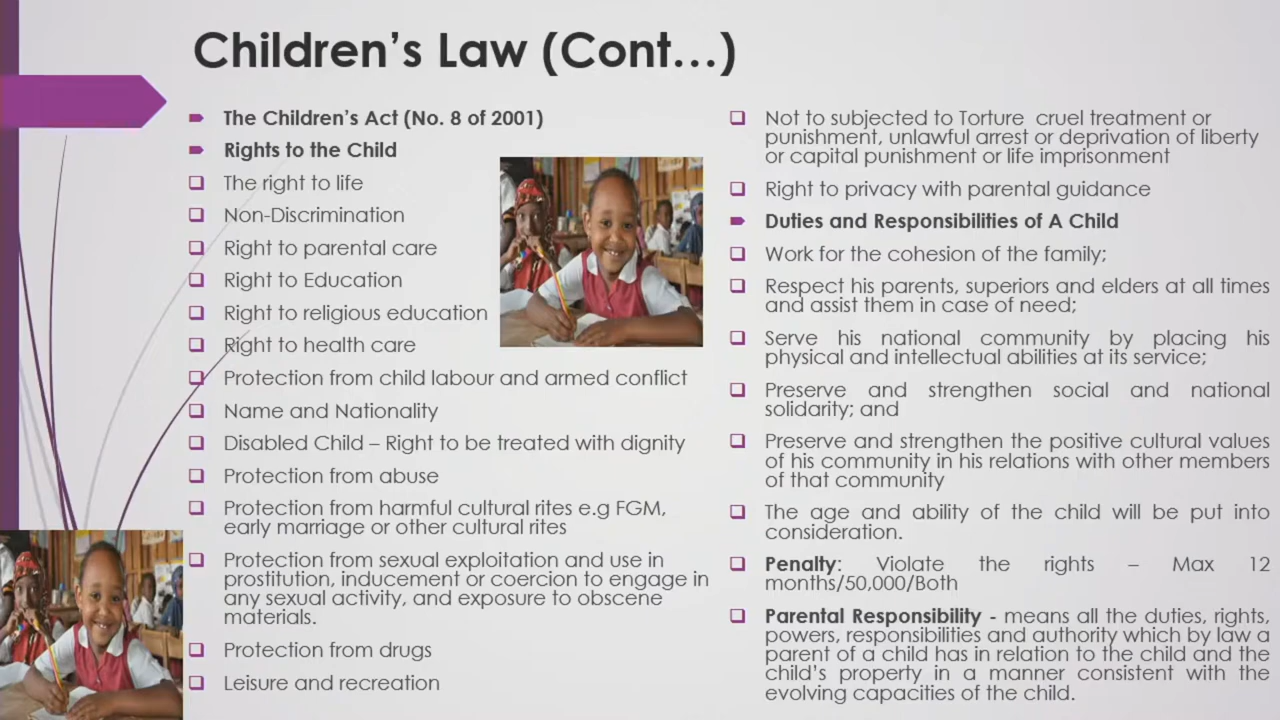 Children's Law (Cont…)
The Children's Act (No. 8 of 2001)
Rights to the Child
The right to life
Non-Discrimination
Right to parental care
Right to Education
Right to religious education
Right to health care
Protection from child labour and armed conflict
Name and Nationality
Disabled Child – Right to be treated with dignity
Protection from abuse
Protection from harmful cultural rites e.g FGM,
early marriage or other cultural rites
Protection from sexual exploitation and use in
prostitution, inducement or coercion to engage in
any sexual activity, and exposure to obscene
materials.
Protection from drugs
Leisure and recreation
Not to subjected to Torture cruel treatment or
punishment, unlawful arrest or deprivation of liberty
or capital punishment or life imprisonment
Right to privacy with parental guidance
Duties and Responsibilities of A Child
Work for the cohesion of the family;
Respect his parents, superiors and elders at all times
and assist them in case of need;
Serve his national community by placing his
physical and intellectual abilities at its service;
Preserve and strengthen social and national
solidarity; and
Preserve and strengthen the positive cultural values
of his community in his relations with other members
of that community
The age and ability of the child will be put into
consideration.
Penalty: Violate the rights – Max 12
months/50,000/Both
Parental Responsibility - means all the duties, rights,
powers, responsibilities and authority which by law a
parent of a child has in relation to the child and the
child's property in a manner consistent with the
evolving capacities of the child.